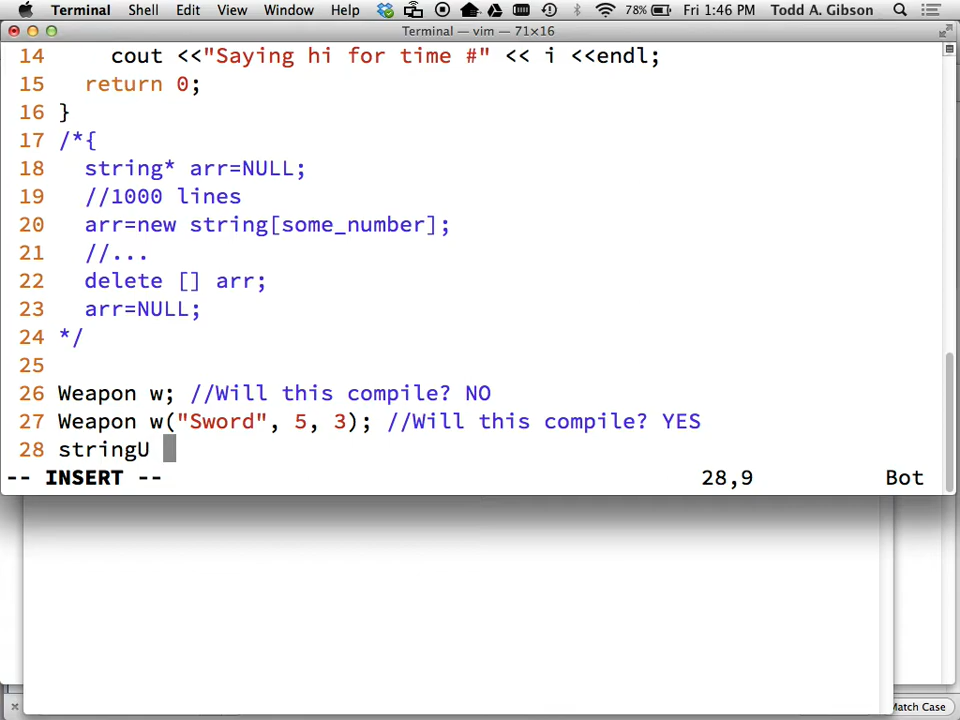 Terminal Shell Edit View Window Help 78% Fri 1:46 PM Todd A. Gibson
Terminal — vim — 71×16
14 cout <<"Saying hi for time #" << i <<endl;
15 return 0;
16 }
17 /*{
18 string* arr=NULL;
19 //1000 lines
20 arr=new string[some_number];
21 //...
22 delete [] arr;
23 arr=NULL;
24 */
25
26 Weapon w; //Will this compile? NO
27 Weapon w("Sword", 5, 3); //Will this compile? YES
28 stringU
-- INSERT -- 28,9 Bot
Match Case